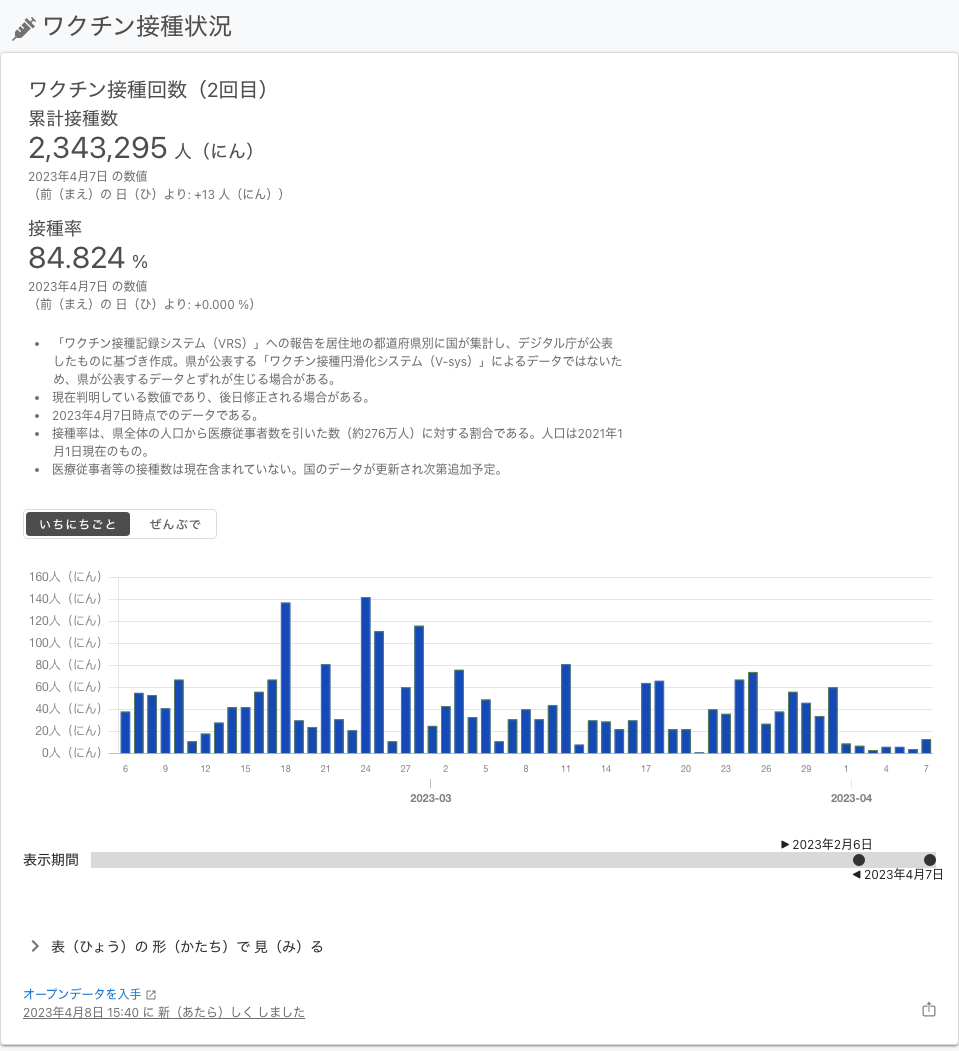 ワクチン接種状況
ワクチン接種回数（2回目）
累計接種数
2,343,295 人（にん）
2023年4月7日 の数値
（前（まえ）の 日（ひ）より: +13 人（にん））
接種率
84.824 %
2023年4月7日 の数値
（前（まえ）の 日（ひ）より: +0.000 %）
• 「ワクチン接種記録システム（VRS）」への報告を居住地の都道府県別に国が集計し、デジタル庁が公表
したものに基づき作成。県が公表する「ワクチン接種円滑化システム（V-sys）」によるデータではないた
め、県が公表するデータとずれが生じる場合がある。
• 現在判明している数値であり、後日修正される場合がある。
• 2023年4月7日時点でのデータである。
• 接種率は、県全体の人口から医療従事者数を引いた数（約276万人）に対する割合である。人口は2021年1
月1日現在のもの。
• 医療従事者等の接種数は現在含まれていない。国のデータが更新され次第追加予定。
いちにちごと ぜんぶで
160人（にん）
140人（にん）
120人（にん）
100人（にん）
80人（にん）
60人（にん）
40人（にん）
20人（にん）
0人（にん）
6 9 12 15 18 21 24 27 2 5 8 11 14 17 20 23 26 29 1 4 7
2023-03 2023-04
▶ 2023年2月6日
表示期間
◀ 2023年4月7日
表（ひょう）の 形（かたち）で 見（み）る
オープンデータを入手
2023年4月8日 15:40 に 新（あたら）しく しました